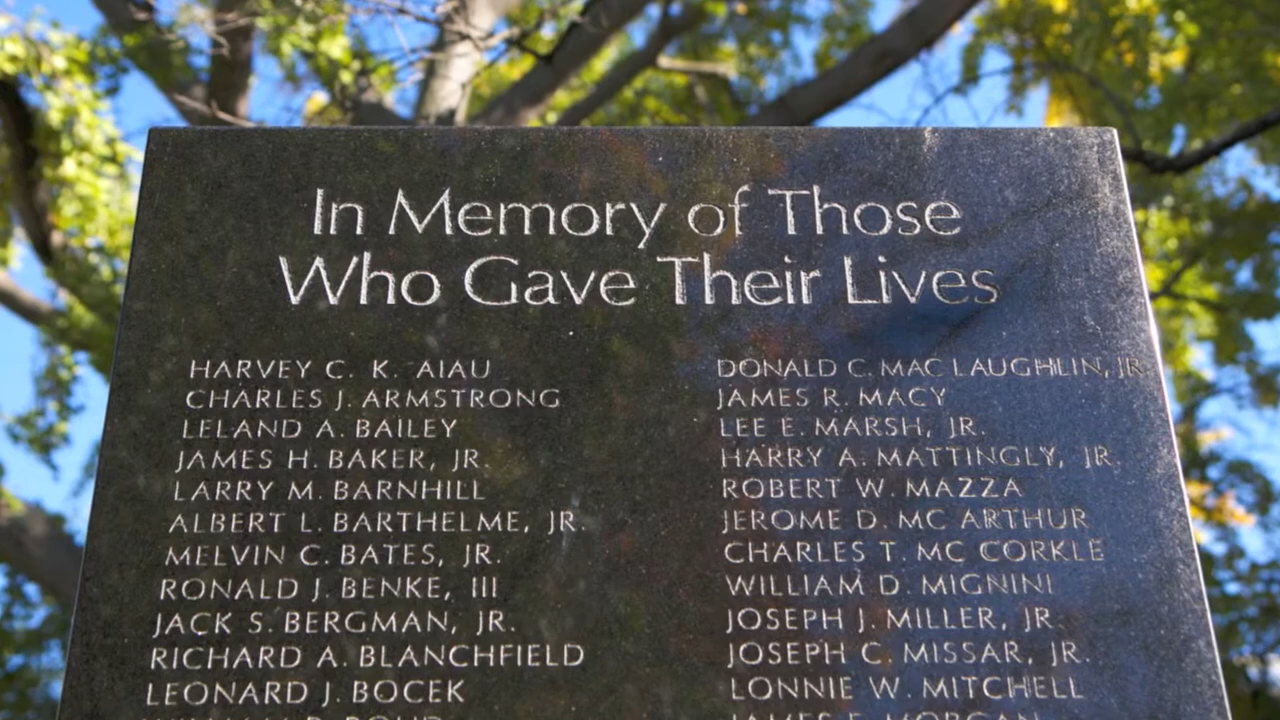 In Memory of Those
Who Gave Their Lives
HARVEY C. K. AIAU
CHARLES J. ARMSTRONG
LELAND A. BAILEY
JAMES H. BAKER, JR.
LARRY M. BARNHILL
ALBERT L. BARTHELME, JR.
MELVIN C. BATES, JR.
RONALD J. BENKE, III
JACK S. BERGMAN, JR.
RICHARD A. BLANCHFIELD
LEONARD J. BOCEK
DONALD C. MAC LAUGHLIN, JR.
JAMES R. MACY
LEE E. MARSH, JR.
HARRY A. MATTINGLY, JR.
ROBERT W. MAZZA
JEROME D. MC ARTHUR
CHARLES T. MC CORKLE
WILLIAM D. MIGNINI
JOSEPH J. MILLER, JR.
JOSEPH C. MISSAR, JR.
LONNIE W. MITCHELL
JAMES E. MORGAN